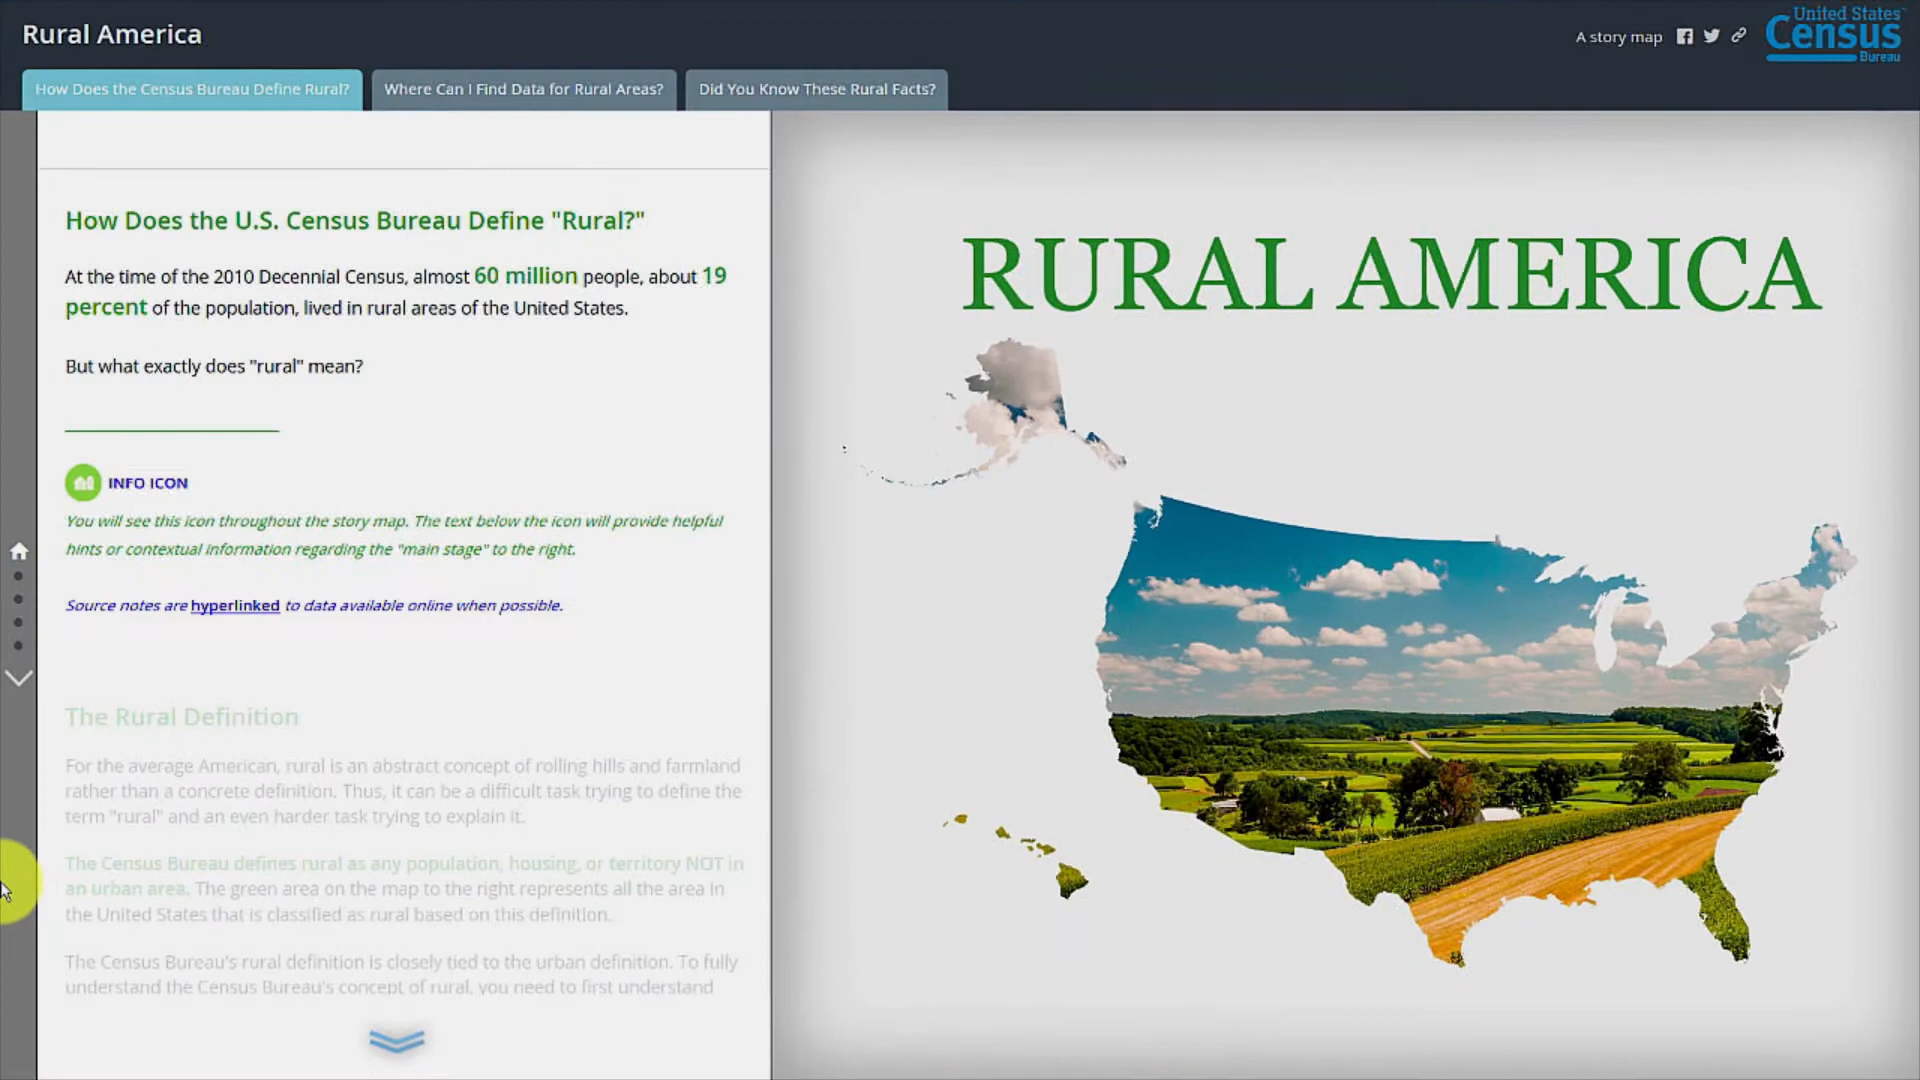 Rural America
A story map
United States
Census
Bureau
How Does the Census Bureau Define Rural?
Where Can I Find Data for Rural Areas?
Did You Know These Rural Facts?
How Does the U.S. Census Bureau Define "Rural?"
At the time of the 2010 Decennial Census, almost 60 million people, about 19
percent of the population, lived in rural areas of the United States.
But what exactly does "rural" mean?
INFO ICON
You will see this icon throughout the story map. The text below the icon will provide helpful
hints or contextual information regarding the "main stage" to the right.
Source notes are hyperlinked to data available online when possible.
The Rural Definition
For the average American, rural is an abstract concept of rolling hills and farmland
rather than a concrete definition. Thus, it can be a difficult task trying to define the
term "rural" and an even harder task trying to explain it.
The Census Bureau defines rural as any population, housing, or territory NOT in
an urban area. The green area on the map to the right represents all the area in
the United States that is classified as rural based on this definition.
The Census Bureau's rural definition is closely tied to the urban definition. To fully
understand the Census Bureau's concept of rural, you need to first understand
RURAL AMERICA